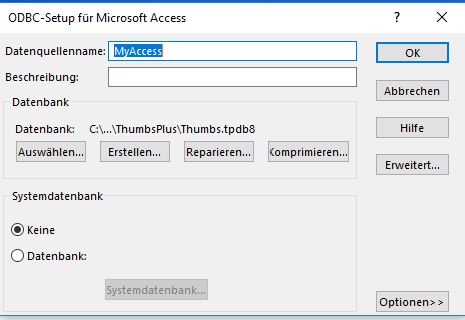 ODBC-Setup für Microsoft Access ? ×
Datenquellenname: MyAccess OK
Beschreibung: Abbrechen
Datenbank
Datenbank: C:\...\ThumbsPlus\Thumbs.tpdb8 Hilfe
Auswählen... Erstellen... Reparieren... Komprimieren... Erweitert...
Systemdatenbank
Keine
Datenbank:
Systemdatenbank...
Optionen>>